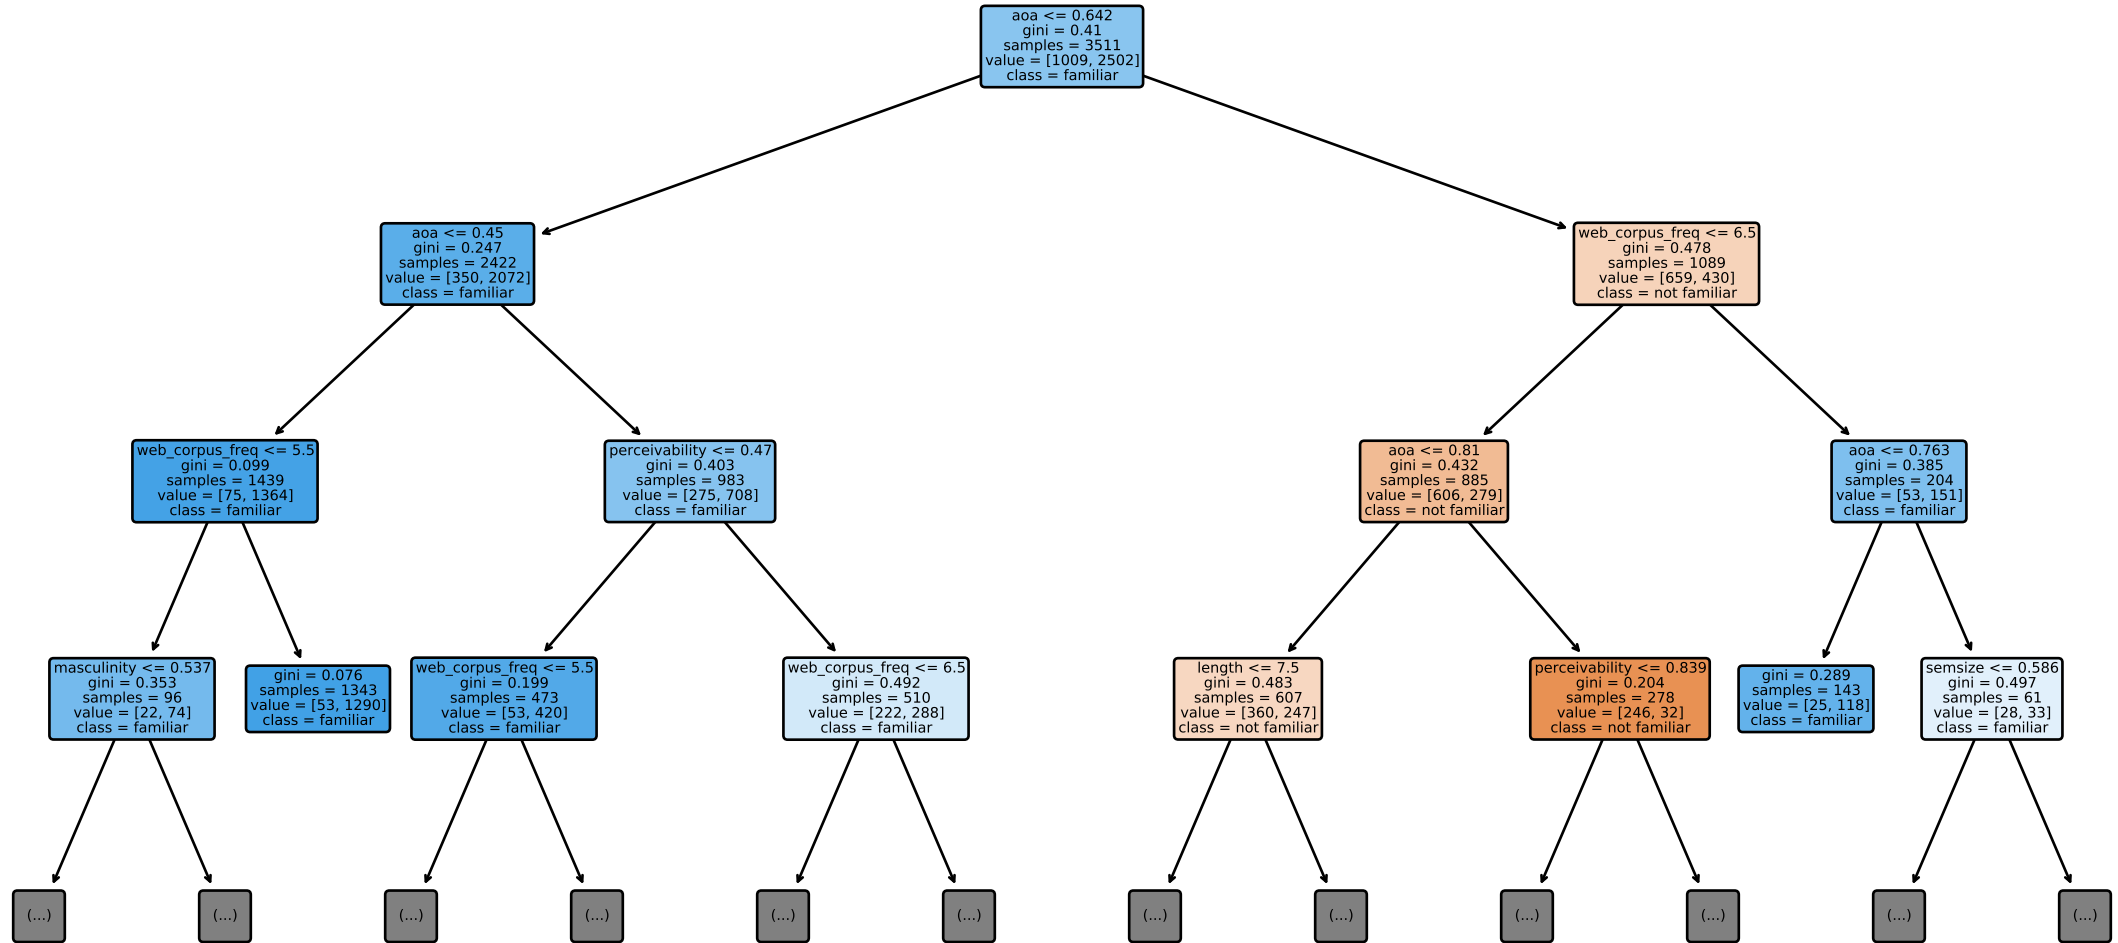 aoa <= 0.642
gini = 0.41
samples = 3511
value = [1009, 2502]
class = familiar
aoa <= 0.45
gini = 0.247
samples = 2422
value = [350, 2072]
class = familiar
web_corpus_freq <= 6.5
gini = 0.478
samples = 1089
value = [659, 430]
class = not familiar
web_corpus_freq <= 5.5
gini = 0.099
samples = 1439
value = [75, 1364]
class = familiar
perceivability <= 0.47
gini = 0.403
samples = 983
value = [275, 708]
class = familiar
aoa <= 0.81
gini = 0.432
samples = 885
value = [606, 279]
class = not familiar
aoa <= 0.763
gini = 0.385
samples = 204
value = [53, 151]
class = familiar
masculinity <= 0.537
gini = 0.353
samples = 96
value = [22, 74]
class = familiar
gini = 0.076
samples = 1343
value = [53, 1290]
class = familiar
web_corpus_freq <= 5.5
gini = 0.199
samples = 473
value = [53, 420]
class = familiar
web_corpus_freq <= 6.5
gini = 0.492
samples = 510
value = [222, 288]
class = familiar
length <= 7.5
gini = 0.483
samples = 607
value = [360, 247]
class = not familiar
perceivability <= 0.839
gini = 0.204
samples = 278
value = [246, 32]
class = not familiar
gini = 0.289
samples = 143
value = [25, 118]
class = familiar
semsize <= 0.586
gini = 0.497
samples = 61
value = [28, 33]
class = familiar
(...)
(...)
(...)
(...)
(...)
(...)
(...)
(...)
(...)
(...)
(...)
(...)